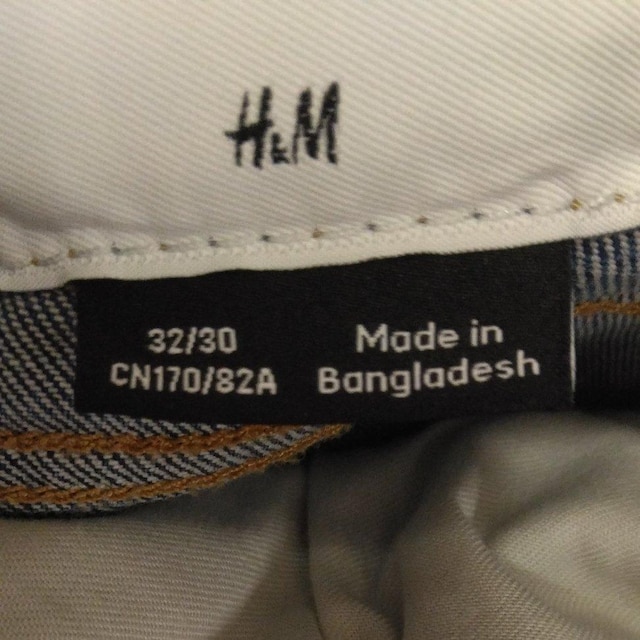 H&M
32/30
CN170/82A
Made in
Bangladesh